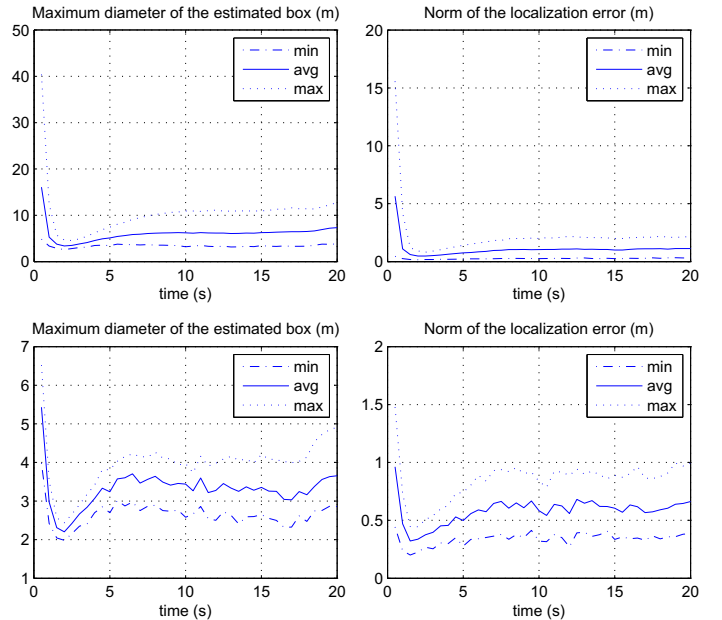 Maximum diameter of the estimated box (m)
50
40
30
20
10
0
0
5
10
15
20
time (s)
min
avg
max
Norm of the localization error (m)
20
15
10
5
0
0
5
10
15
20
time (s)
min
avg
max
Maximum diameter of the estimated box (m)
7
6
5
4
3
2
1
0
5
10
15
20
time (s)
min
avg
max
Norm of the localization error (m)
2
1.5
1
0.5
0
0
5
10
15
20
time (s)
min
avg
max